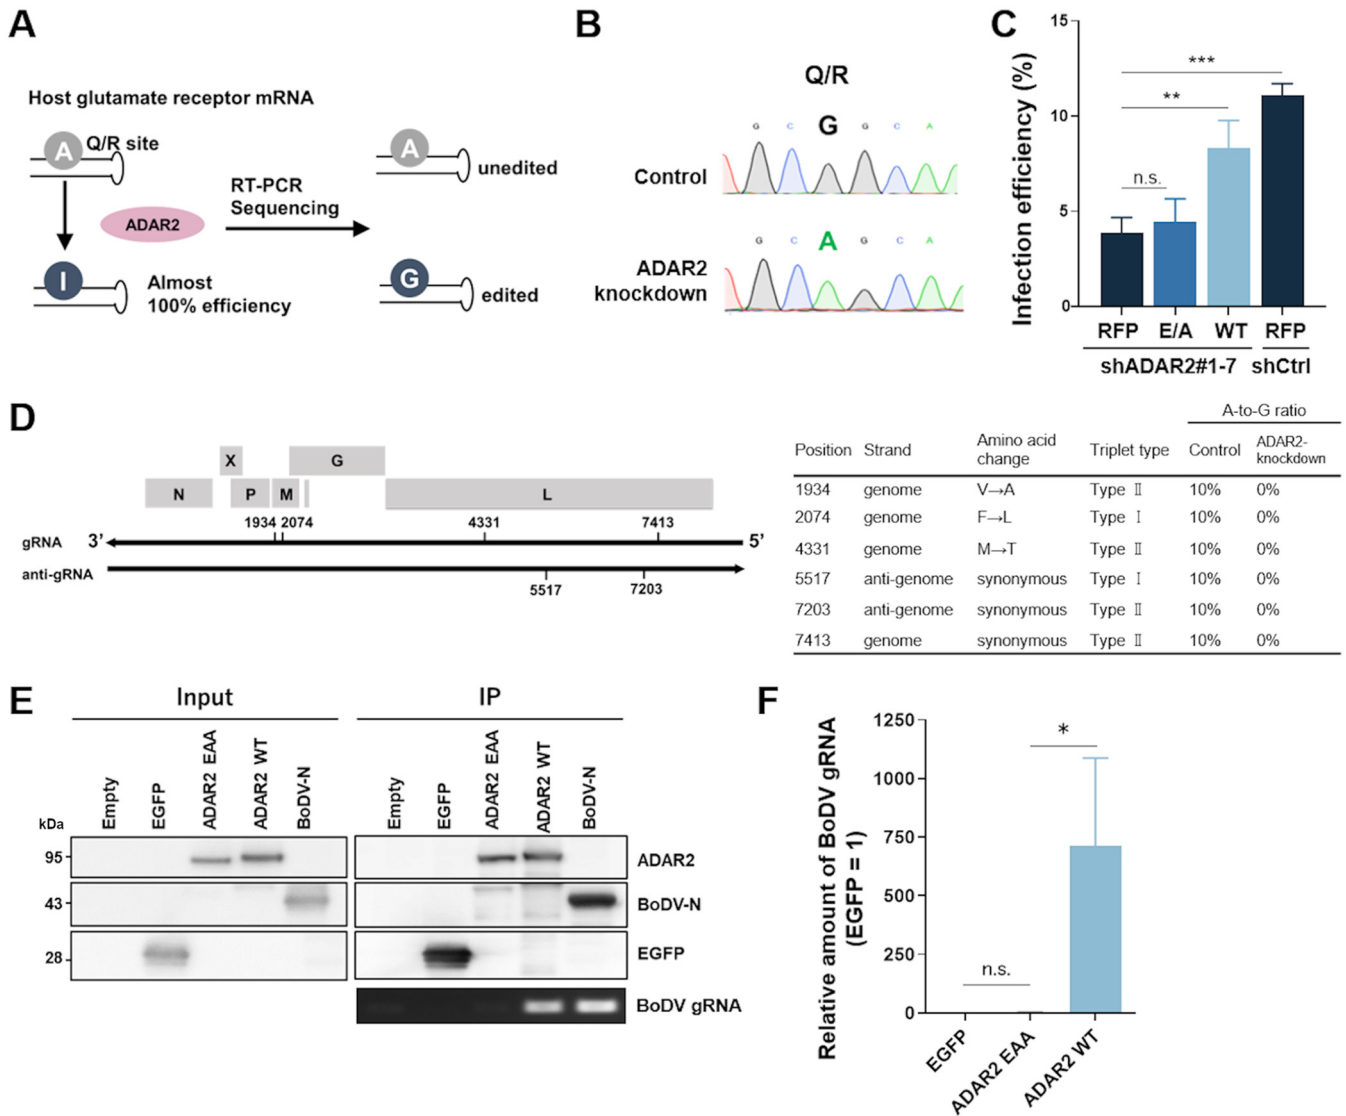 A
Host glutamate receptor mRNA
A
Q/R site
ADAR2
I
Almost
100% efficiency
RT-PCR
Sequencing
A
unedited
G
edited
B
Q/R
G C G G C A
Control
G C A G C A
ADAR2
knockdown
C
Infection efficiency (%)
15
10
5
0
***
**
n.s.
RFP E/A WT RFP
shADAR2#1-7 shCtrl
D
X G
N P M L
1934 2074 4331 7413
gRNA 3’ 5’
anti-gRNA
5517 7203
A-to-G ratio
Position Strand Amino acid change Triplet type Control ADAR2-knockdown
1934 genome V→A Type Ⅱ 10% 0%
2074 genome F→L Type Ⅰ 10% 0%
4331 genome M→T Type Ⅱ 10% 0%
5517 anti-genome synonymous Type Ⅰ 10% 0%
7203 anti-genome synonymous Type Ⅱ 10% 0%
7413 genome synonymous Type Ⅱ 10% 0%
E
Input IP
Empty EGFP ADAR2 EAA ADAR2 WT BoDV-N Empty EGFP ADAR2 EAA ADAR2 WT BoDV-N
kDa
95 ADAR2
43 BoDV-N
28 EGFP
BoDV gRNA
F
Relative amount of BoDV gRNA
(EGFP = 1)
1250
1000
750
500
250
0
*
n.s.
EGFP ADAR2 EAA ADAR2 WT